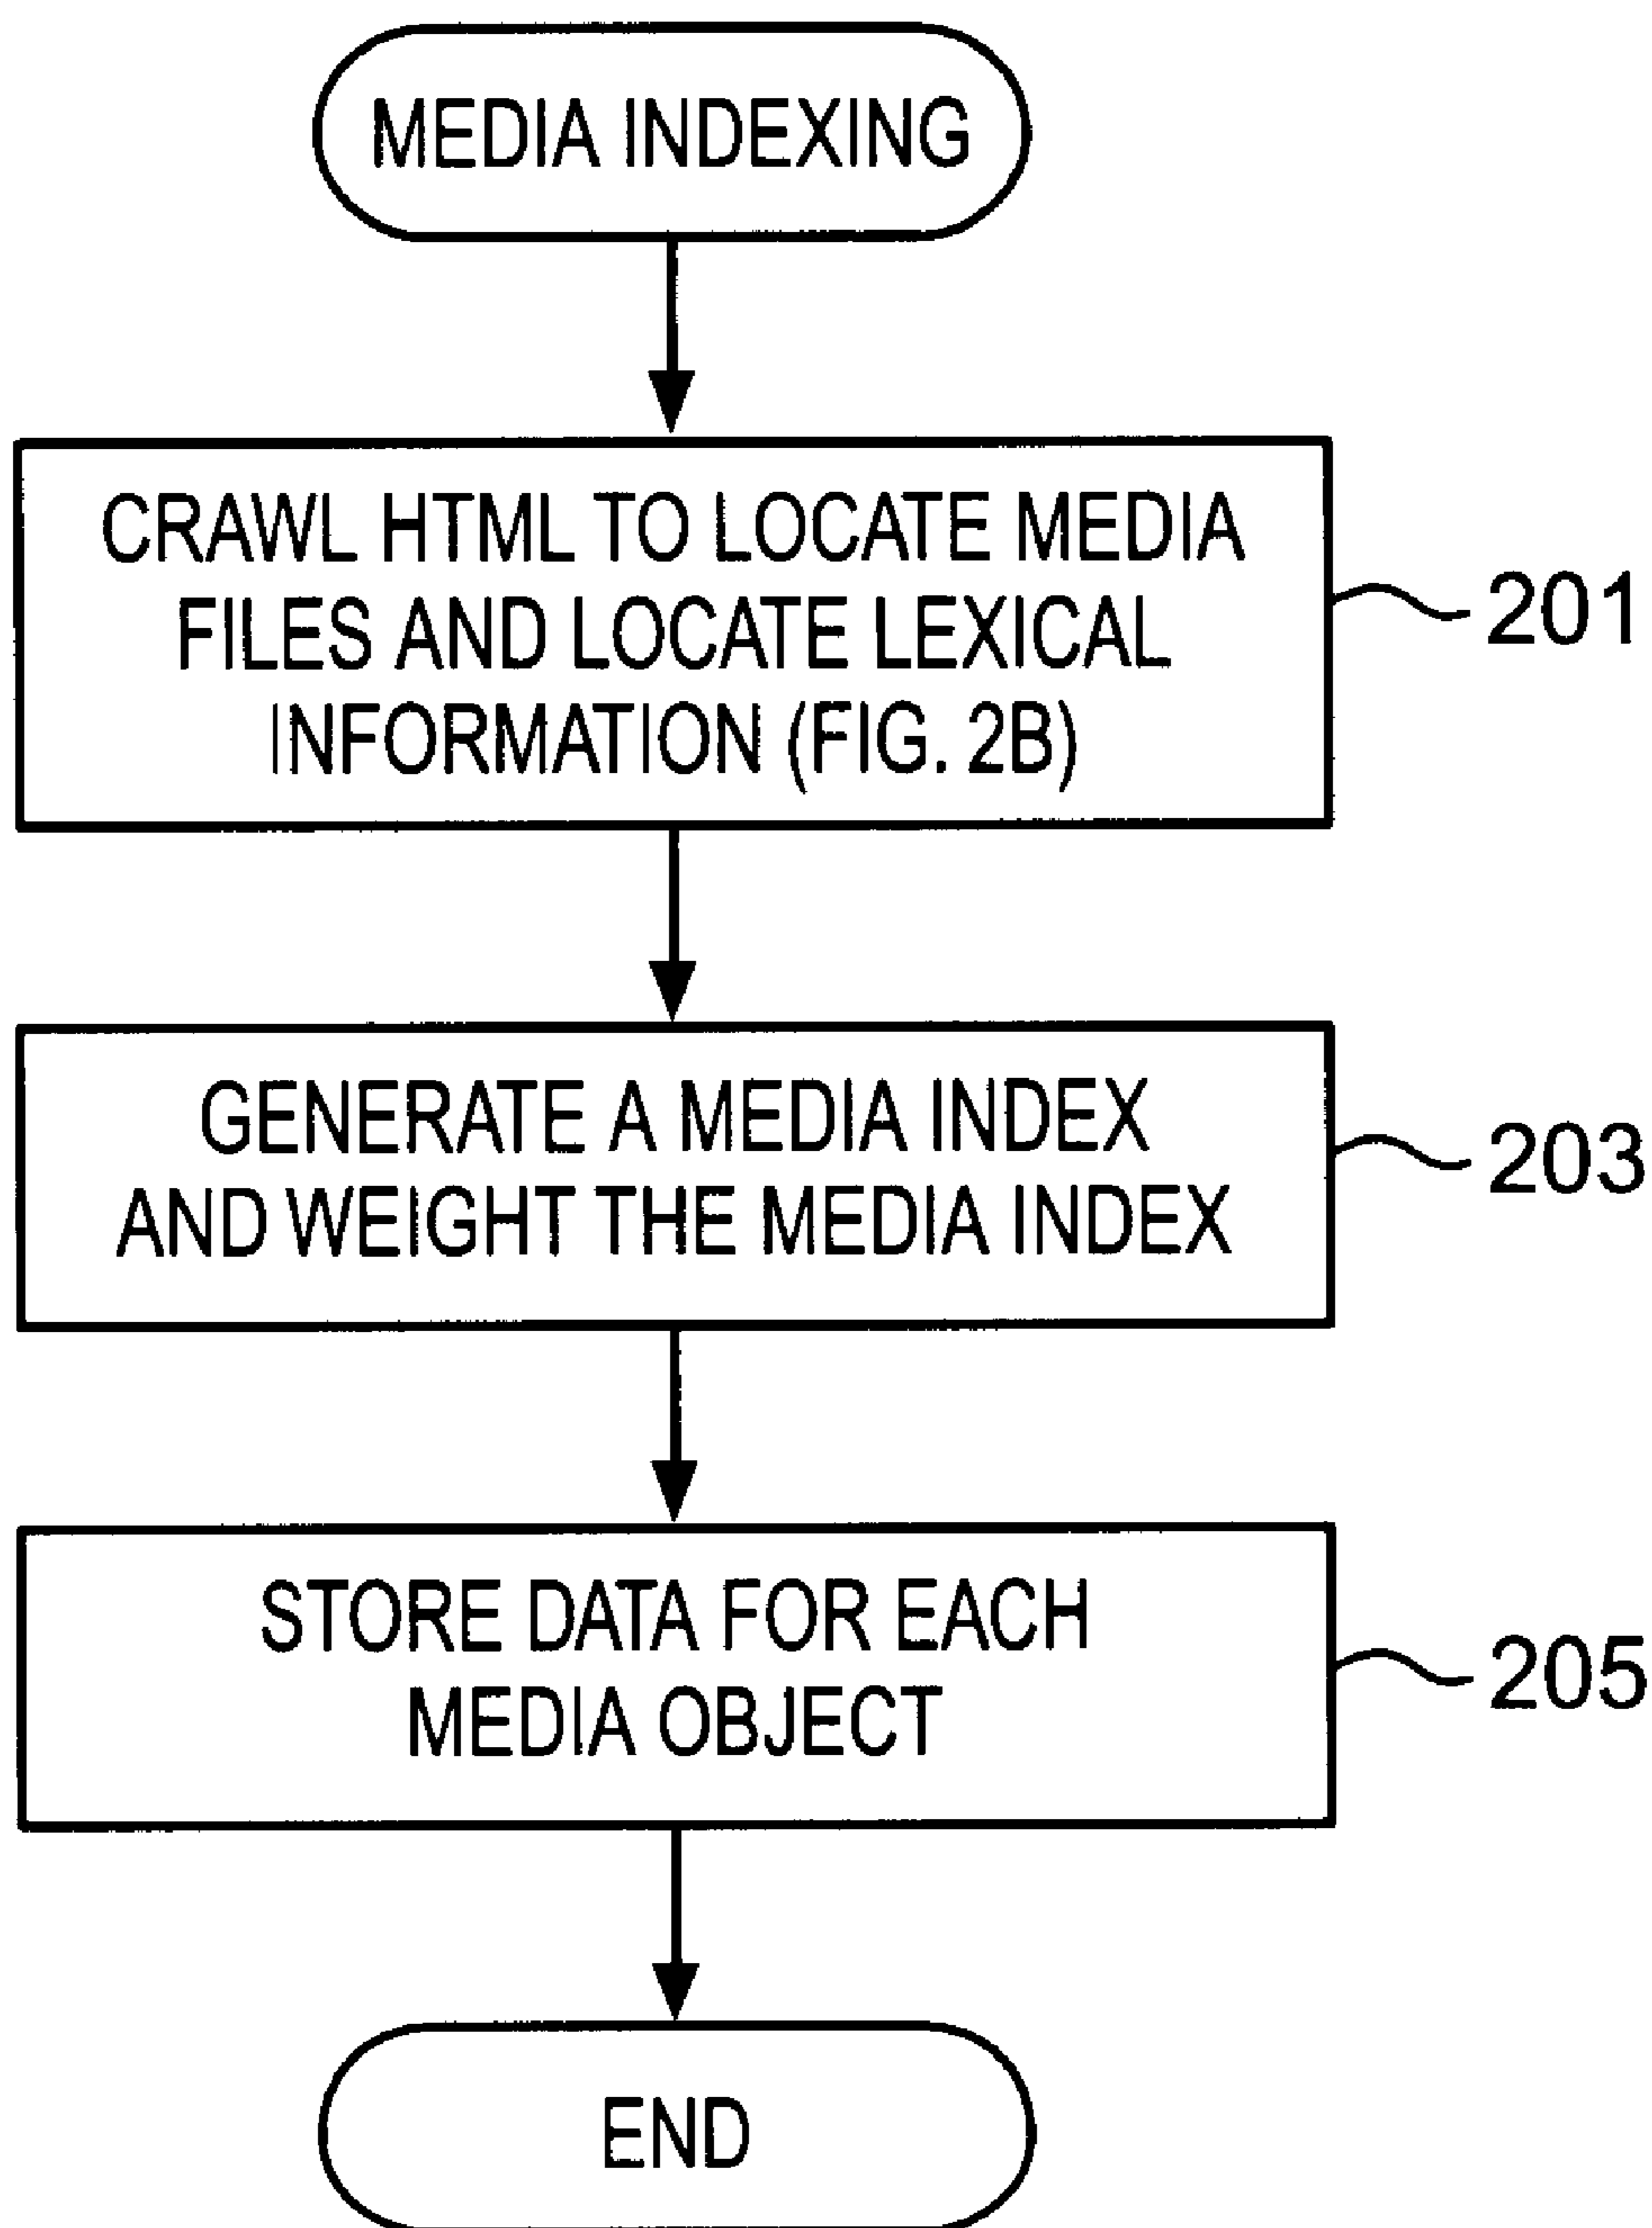 MEDIA INDEXING
CRAWL HTML TO LOCATE MEDIA
FILES AND LOCATE LEXICAL
INFORMATION (FIG. 2B)
201
GENERATE A MEDIA INDEX
AND WEIGHT THE MEDIA INDEX
203
STORE DATA FOR EACH
MEDIA OBJECT
205
END